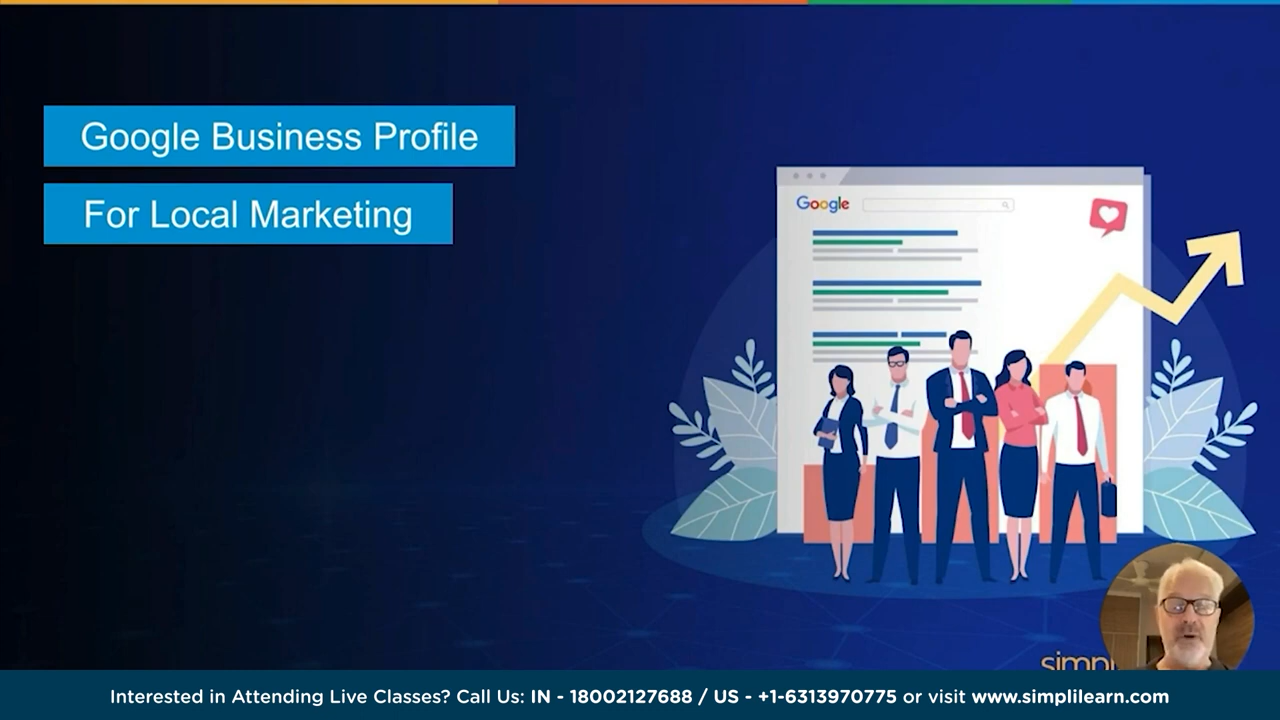 Google Business Profile
For Local Marketing
Google
simpl
Interested in Attending Live Classes? Call Us: IN - 18002127688 / US - +1-6313970775 or visit www.simplilearn.com